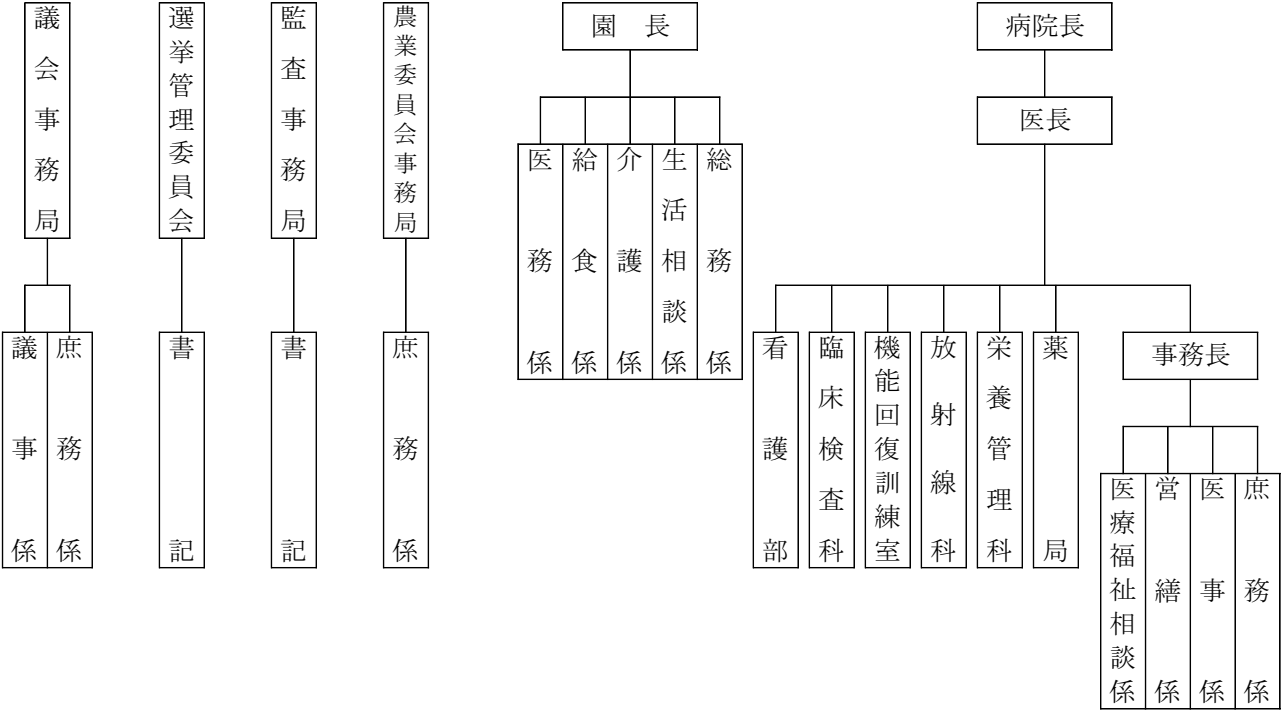 議会事務局
選挙管理委員会
監査事務局
農業委員会事務局
園長
病院長
医長
医務係
給食係
介護係
生活相談係
総務係
議事係
庶務係
書記
書記
庶務係
看護部
臨床検査科
機能回復訓練室
放射線科
栄養管理科
薬局
事務長
医療福祉相談係
営繕係
医事係
庶務係